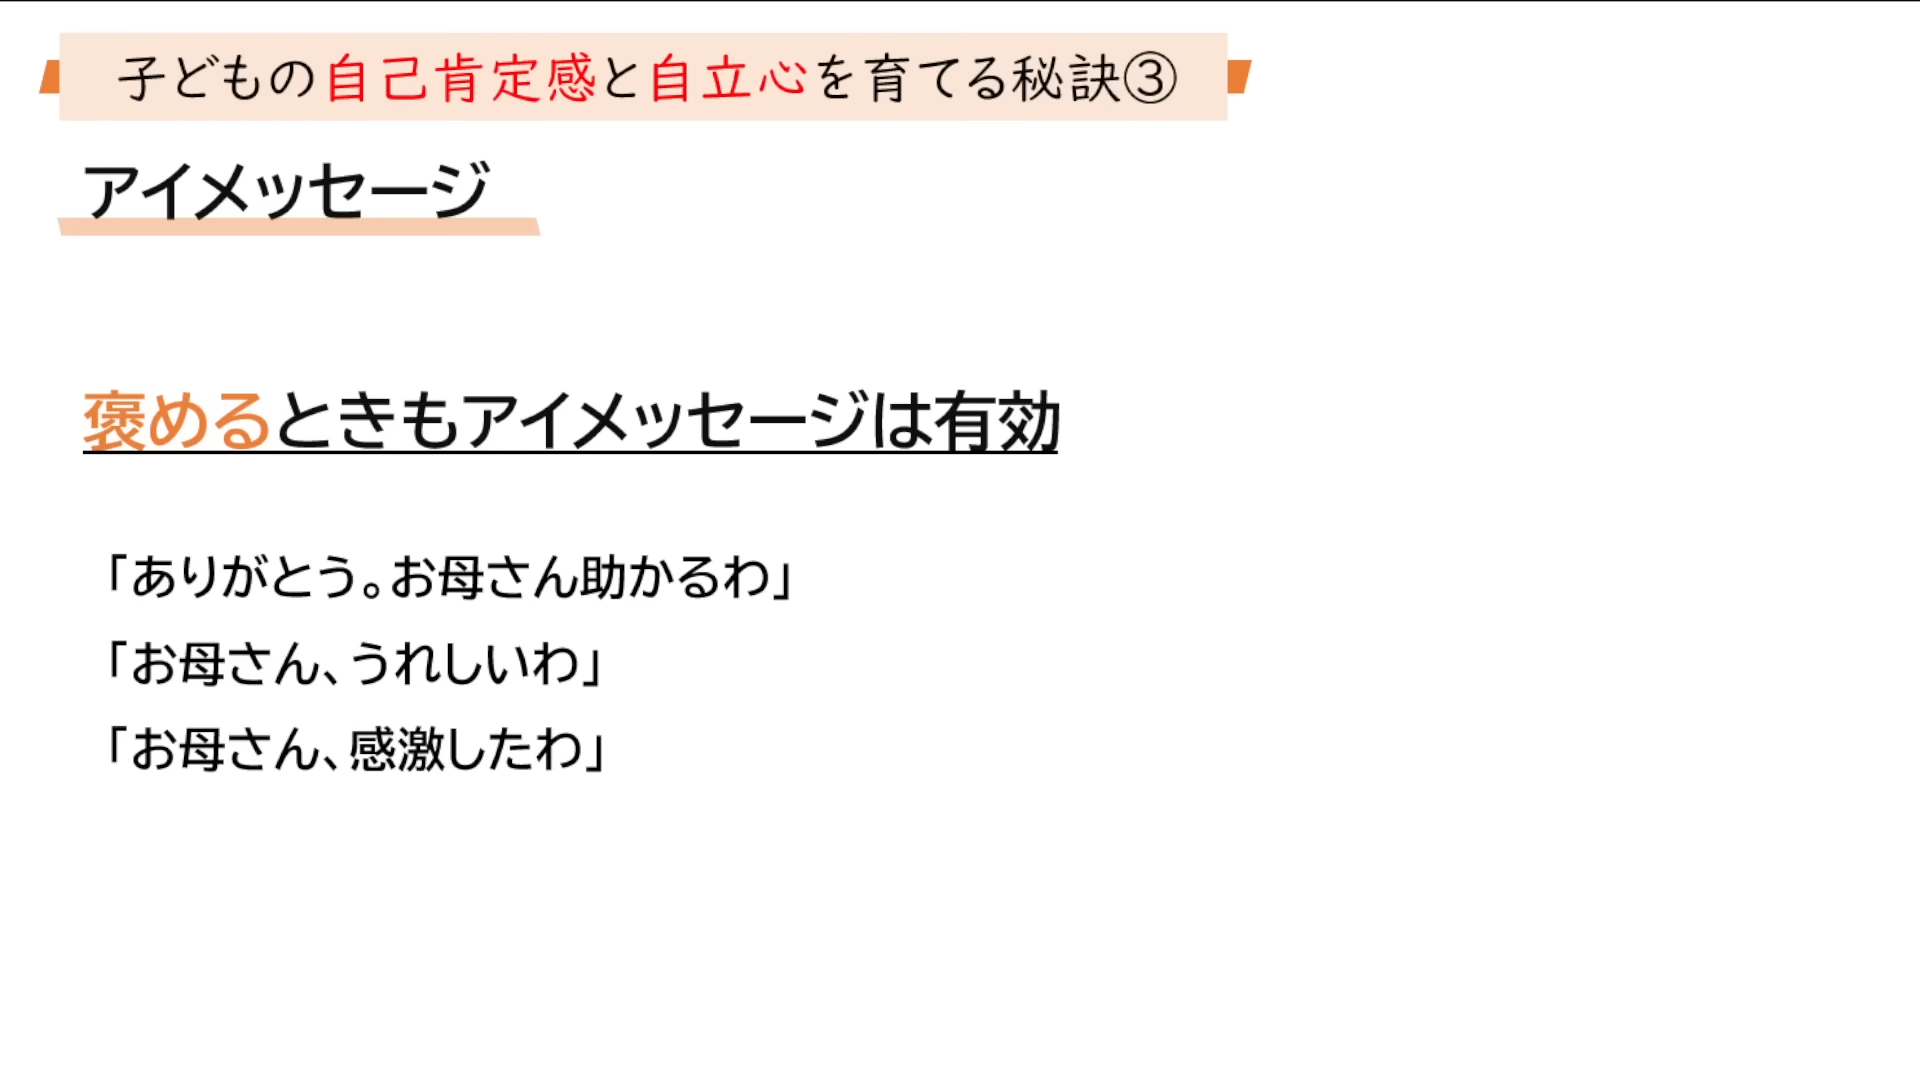 子どもの自己肯定感と自立心を育てる秘訣③
アイメッセージ
褒めるときもアイメッセージは有効
「ありがとう。お母さん助かるわ」
「お母さん、うれしいわ」
「お母さん、感激したわ」